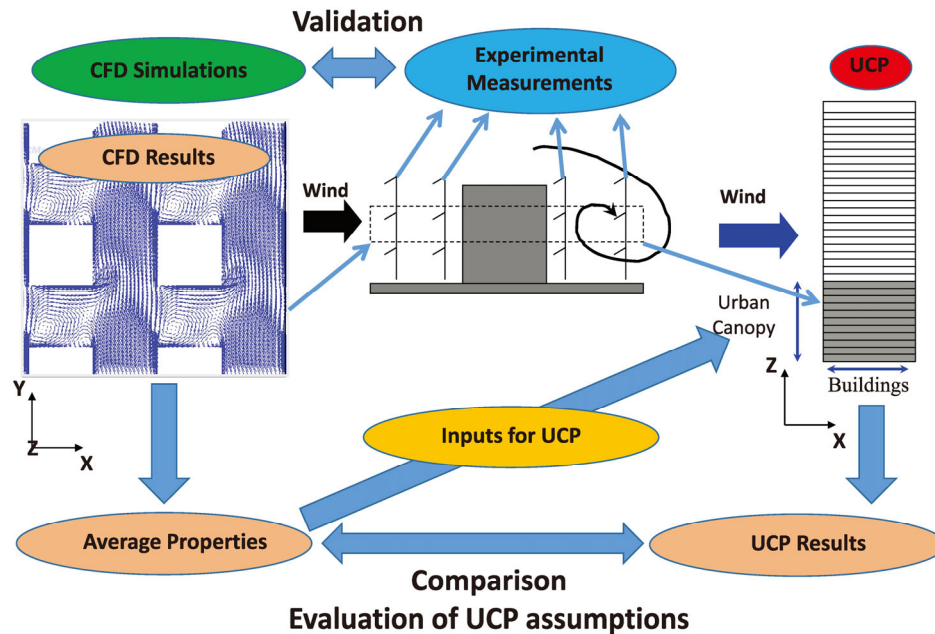 Validation
CFD Simulations
Experimental
Measurements
UCP
CFD Results
Wind
Wind
Urban
Canopy
Z
Buildings
X
Y
Z
X
Inputs for UCP
Average Properties
UCP Results
Comparison
Evaluation of UCP assumptions